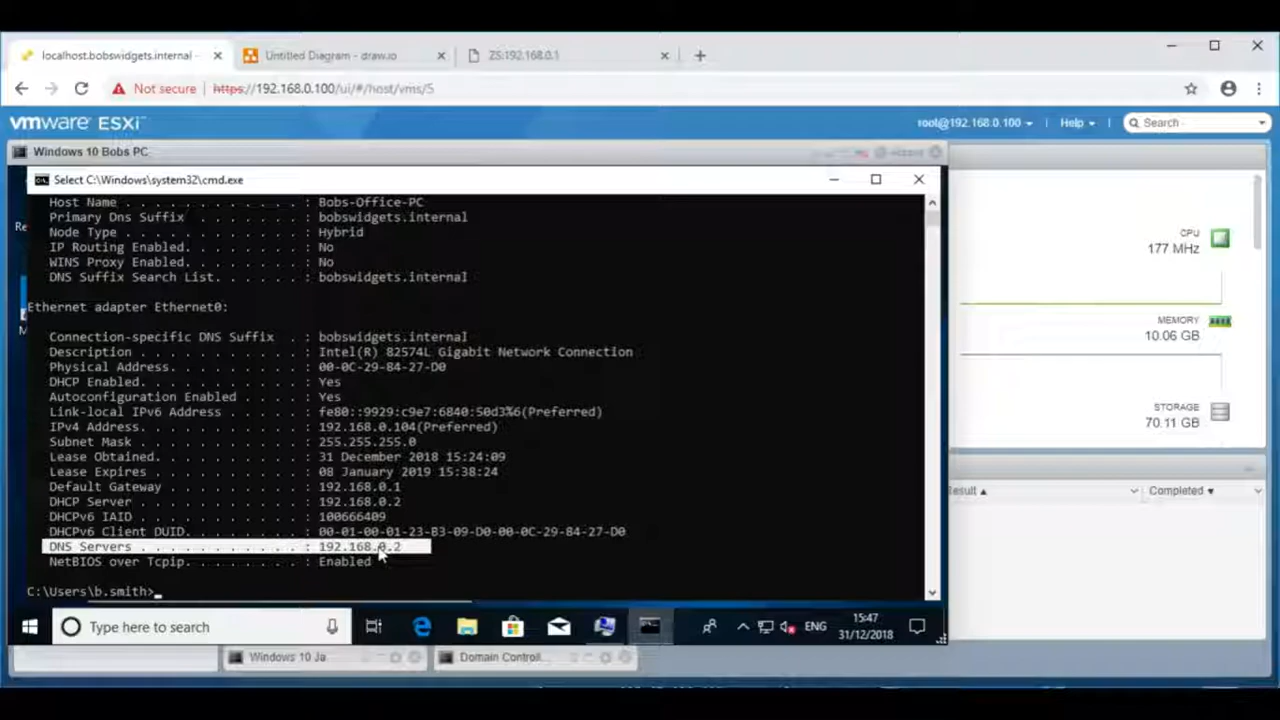 localhost.bobswidgets.internal -
Untitled Diagram - draw.io
ZS:192.168.0.1
Not secure | https://192.168.0.100/ui/#/host/vms/5
vmware ESXi™
root@192.168.0.100
Help
Search
Windows 10 Bobs PC
Select C:\Windows\system32\cmd.exe
Host Name . . . . . . . . . . . . : Bobs-Office-PC
Primary Dns Suffix . . . . . . . : bobswidgets.internal
Node Type . . . . . . . . . . . . : Hybrid
IP Routing Enabled. . . . . . . . : No
WINS Proxy Enabled. . . . . . . . : No
DNS Suffix Search List. . . . . . : bobswidgets.internal
Ethernet adapter Ethernet0:
Connection-specific DNS Suffix . : bobswidgets.internal
Description . . . . . . . . . . . : Intel(R) 82574L Gigabit Network Connection
Physical Address. . . . . . . . . : 00-0C-29-84-27-D0
DHCP Enabled. . . . . . . . . . . : Yes
Autoconfiguration Enabled . . . . : Yes
Link-local IPv6 Address . . . . . : fe80::9929:c9e7:6840:50d3%6(Preferred)
IPv4 Address. . . . . . . . . . . : 192.168.0.104(Preferred)
Subnet Mask . . . . . . . . . . . : 255.255.255.0
Lease Obtained. . . . . . . . . . : 31 December 2018 15:24:09
Lease Expires . . . . . . . . . . : 08 January 2019 15:38:24
Default Gateway . . . . . . . . . : 192.168.0.1
DHCP Server . . . . . . . . . . . : 192.168.0.2
DHCPv6 IAID . . . . . . . . . . . : 100666409
DHCPv6 Client DUID. . . . . . . . : 00-01-00-01-23-B3-09-D0-00-0C-29-84-27-D0
DNS Servers . . . . . . . . . . . : 192.168.0.2
NetBIOS over Tcpip. . . . . . . . : Enabled
C:\Users\b.smith>
CPU
177 MHz
MEMORY
10.06 GB
STORAGE
70.11 GB
Result
Completed
Type here to search
ENG
15:47
31/12/2018
Windows 10 Ja
Domain Control...